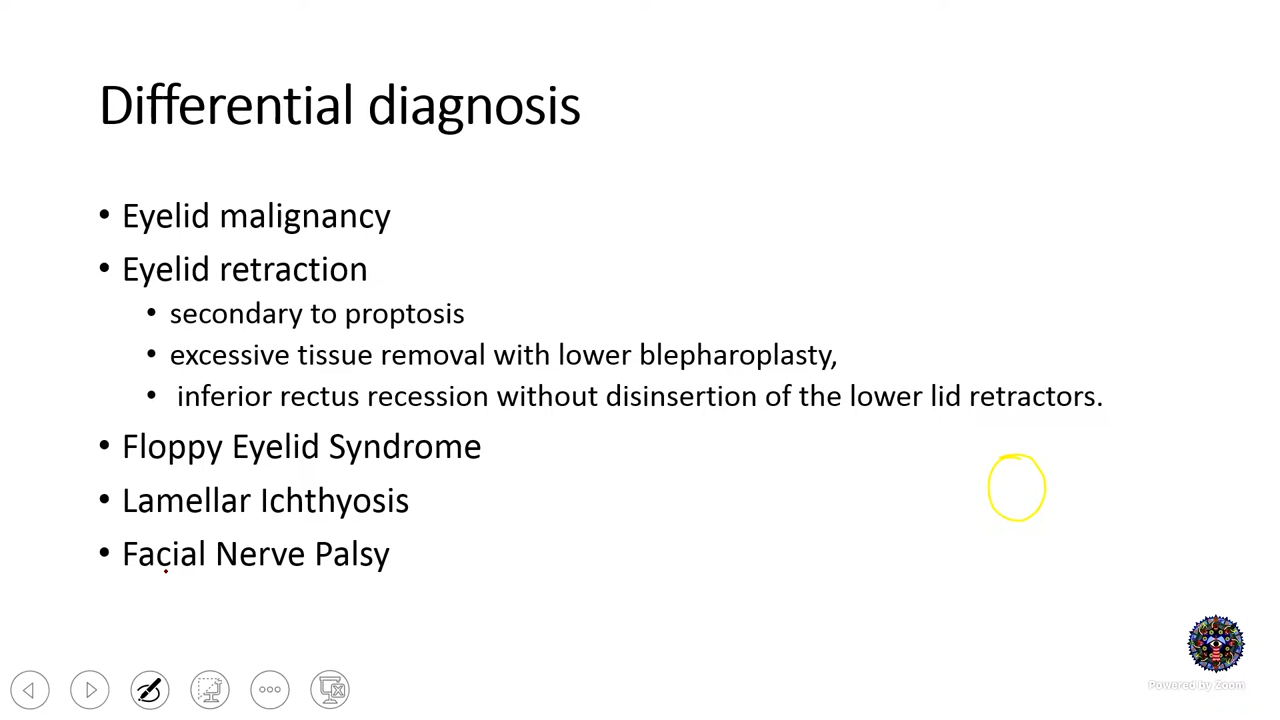 Differential diagnosis
• Eyelid malignancy
• Eyelid retraction
• secondary to proptosis
• excessive tissue removal with lower blepharoplasty,
• inferior rectus recession without disinsertion of the lower lid retractors.
• Floppy Eyelid Syndrome
• Lamellar Ichthyosis
• Facial Nerve Palsy
Powered by Zoom